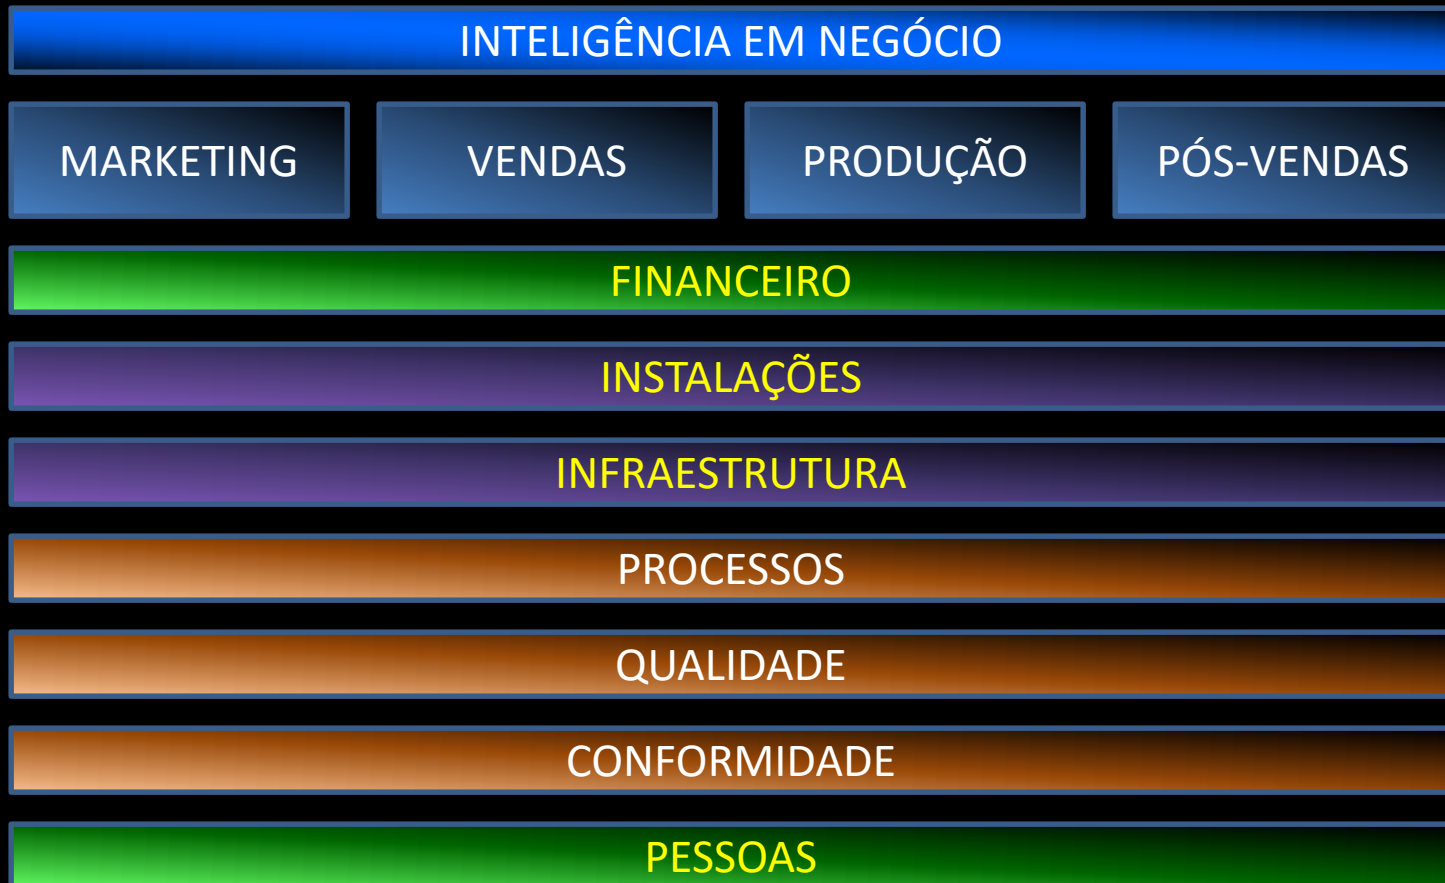 INTELIGÊNCIA EM NEGÓCIO
MARKETING VENDAS PRODUÇÃO PÓS-VENDAS
FINANCEIRO
INSTALAÇÕES
INFRAESTRUTURA
PROCESSOS
QUALIDADE
CONFORMIDADE
PESSOAS